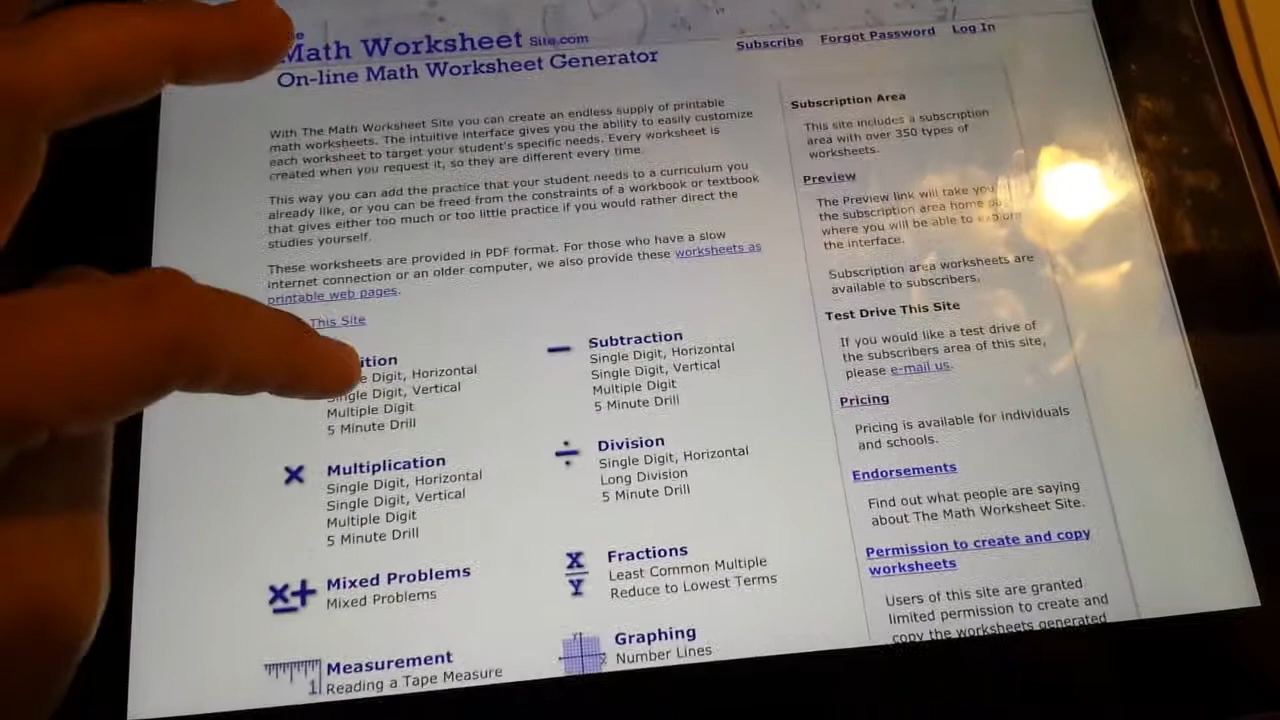 Math Worksheet Site.com
On-line Math Worksheet Generator
Subscribe Forgot Password Log In
With The Math Worksheet Site you can create an endless supply of printable
math worksheets. The intuitive interface gives you the ability to easily customize
each worksheet to target your student's specific needs. Every worksheet is
created when you request it, so they are different every time.
This way you can add the practice that your student needs to a curriculum you
already like, or you can be freed from the constraints of a workbook or textbook
that gives either too much or too little practice if you would rather direct the
studies yourself.
These worksheets are provided in PDF format. For those who have a slow
Internet connection or an older computer, we also provide these worksheets as
printable web pages.
This Site
ition
Digit, Horizontal
Single Digit, Vertical
Multiple Digit
5 Minute Drill
Subtraction
Single Digit, Horizontal
Single Digit, Vertical
Multiple Digit
5 Minute Drill
× Multiplication
Single Digit, Horizontal
Single Digit, Vertical
Multiple Digit
5 Minute Drill
÷ Division
Single Digit, Horizontal
Long Division
5 Minute Drill
x+ Mixed Problems
Mixed Problems
X
Y
Fractions
Least Common Multiple
Reduce to Lowest Terms
1
Measurement
Reading a Tape Measure
Graphing
Number Lines
Subscription Area
This site includes a subscription
area with over 350 types of
worksheets.
Preview
The Preview link will take you
the subscription area home
where you will be able to explore
the interface.
Subscription area worksheets are
available to subscribers.
Test Drive This Site
If you would like a test drive of
the subscribers area of this site,
please e-mail us.
Pricing
Pricing is available for individuals
and schools.
Endorsements
Find out what people are saying
about The Math Worksheet Site.
Permission to create and copy
worksheets
Users of this site are granted
limited permission to create and
copy the worksheets generated